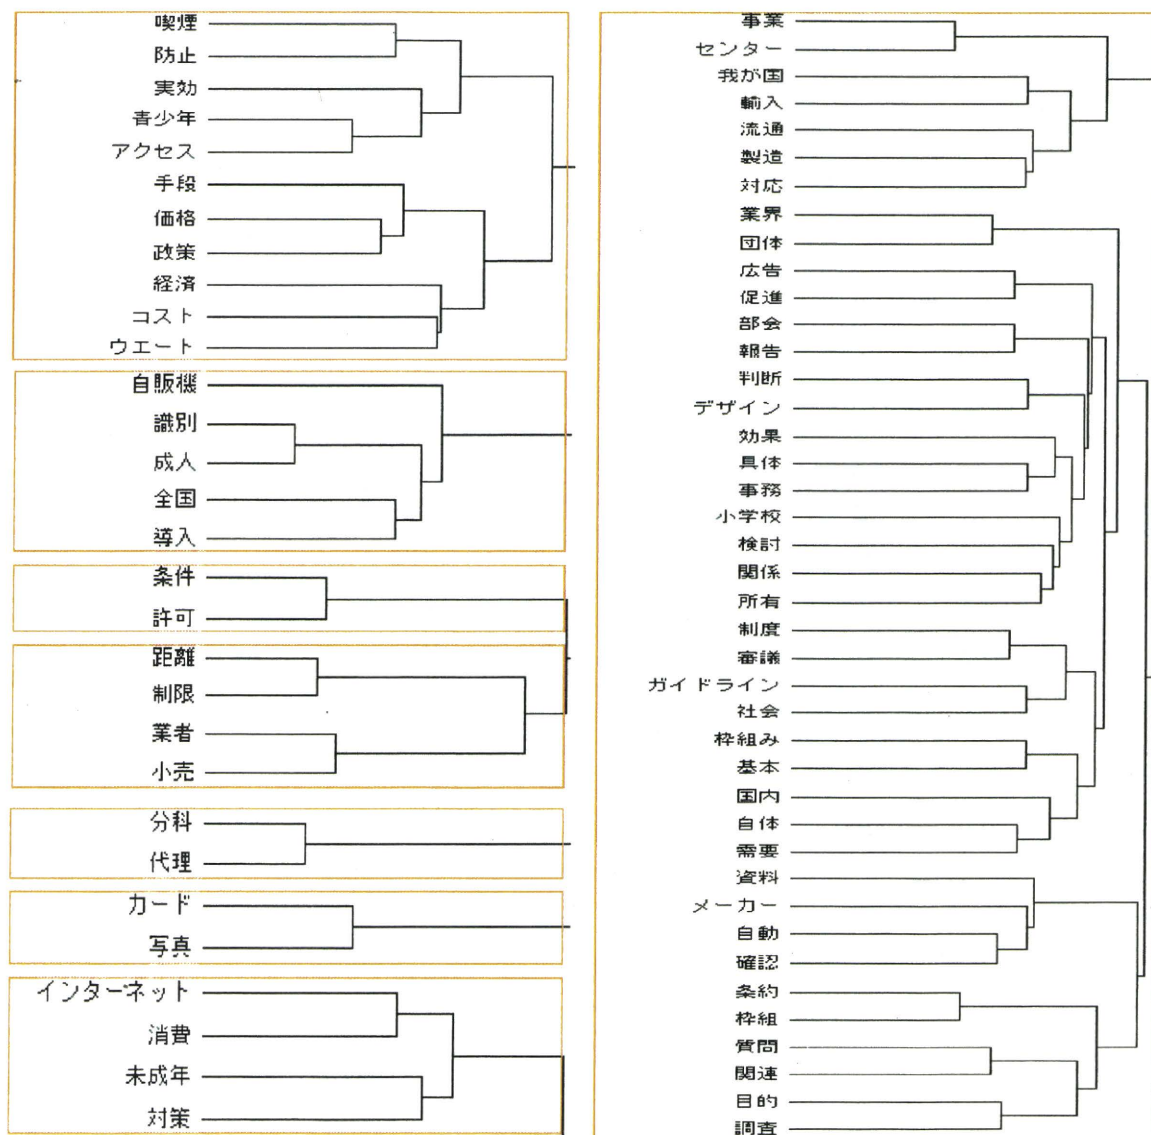 喫煙
防止
実効
青少年
アクセス
手段
価格
政策
経済
コスト
ウエート
自販機
識別
成人
全国
導入
条件
許可
距離
制限
業者
小売
分科
代理
カード
写真
インターネット
消費
未成年
対策
事業
センター
我が国
輸入
流通
製造
対応
業界
団体
広告
促進
部会
報告
判断
デザイン
効果
具体
事務
小学校
検討
関係
所有
制度
審議
ガイドライン
社会
枠組み
基本
国内
自体
需要
資料
メーカー
自動
確認
条約
枠組
質問
関連
目的
調査